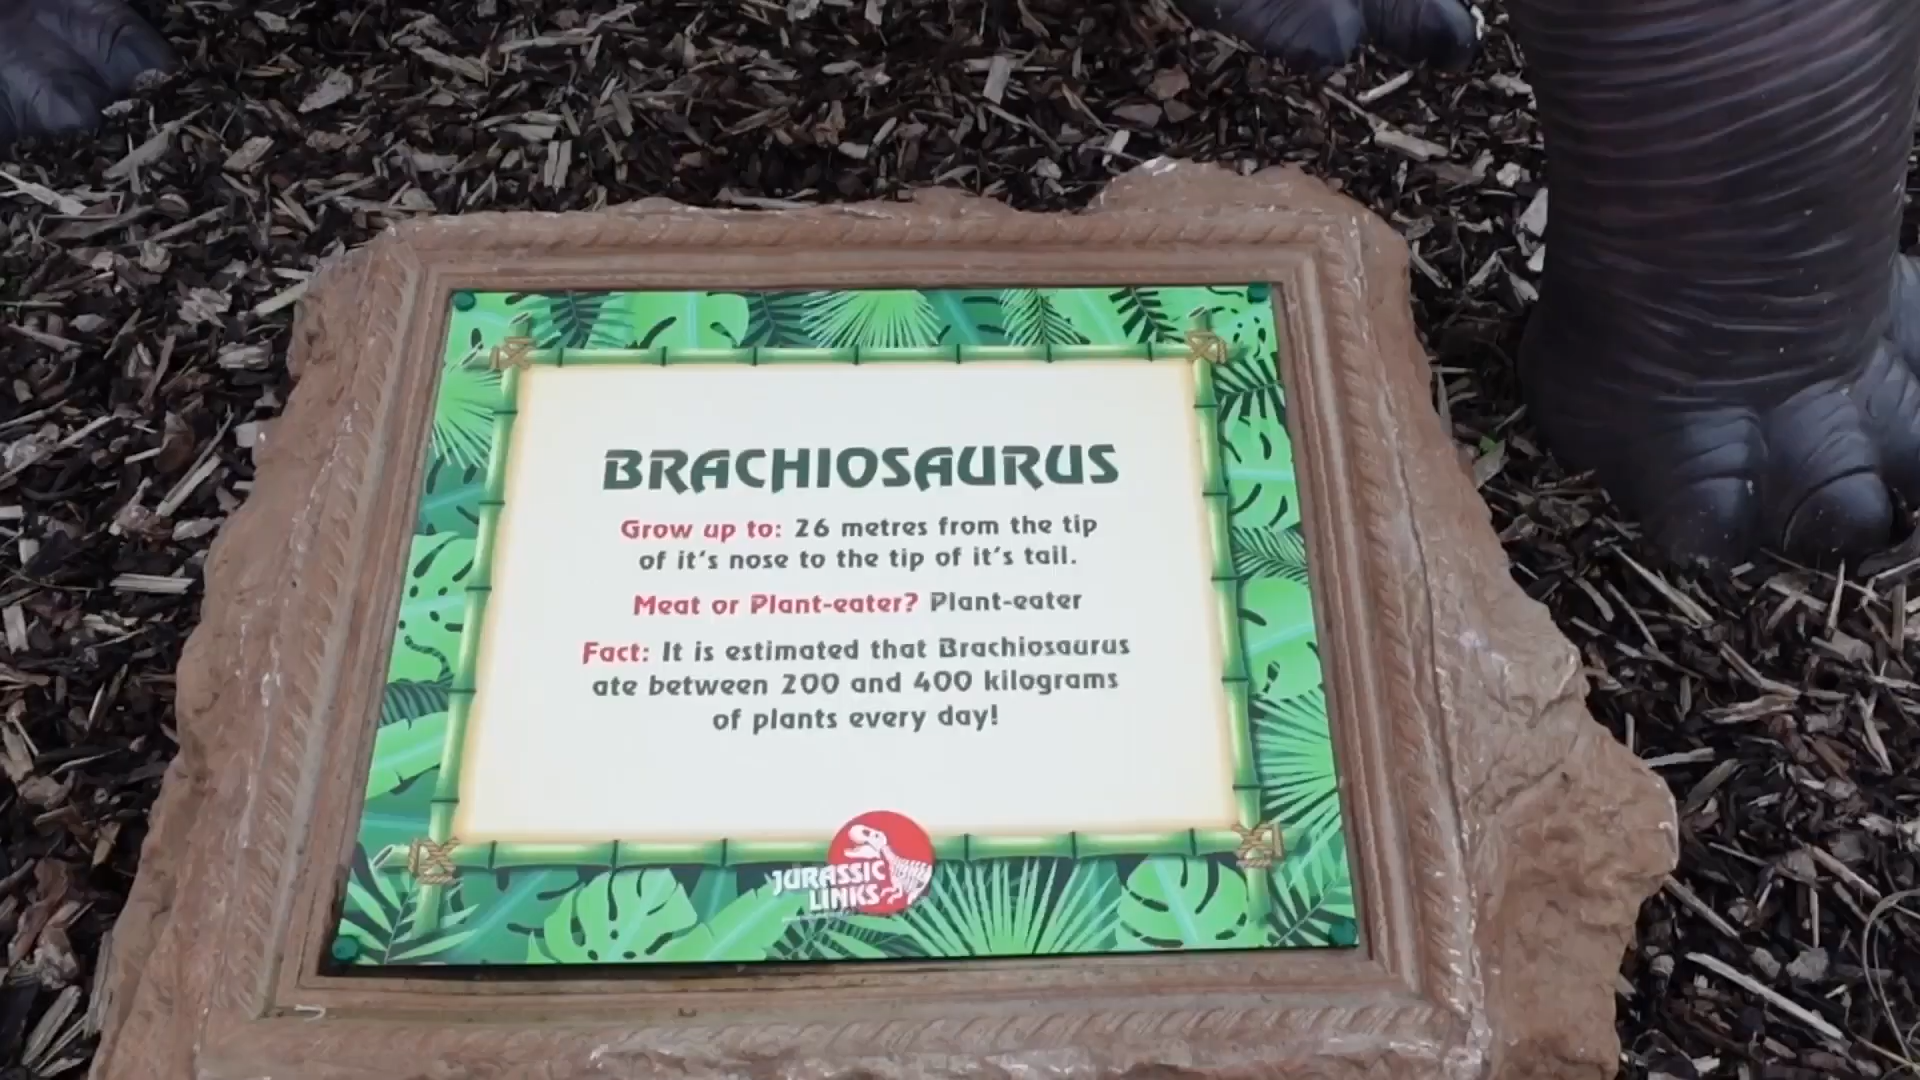 BRACHIOSAURUS
Grow up to: 26 metres from the tip
of it's nose to the tip of it's tail.
Meat or Plant-eater? Plant-eater
Fact: It is estimated that Brachiosaurus
ate between 200 and 400 kilograms
of plants every day!
JURASSIC
LINKS